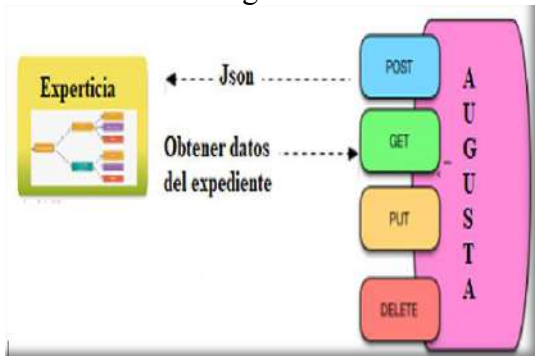 Experticia
Json
Obtener datos
del expediente
POST
GET
PUT
DELETE
A
U
G
U
S
T
A